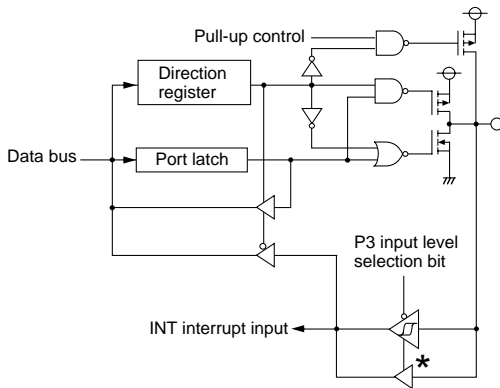 Pull-up control
Direction
register
Data bus
Port latch
P3 input level
selection bit
INT interrupt input
*